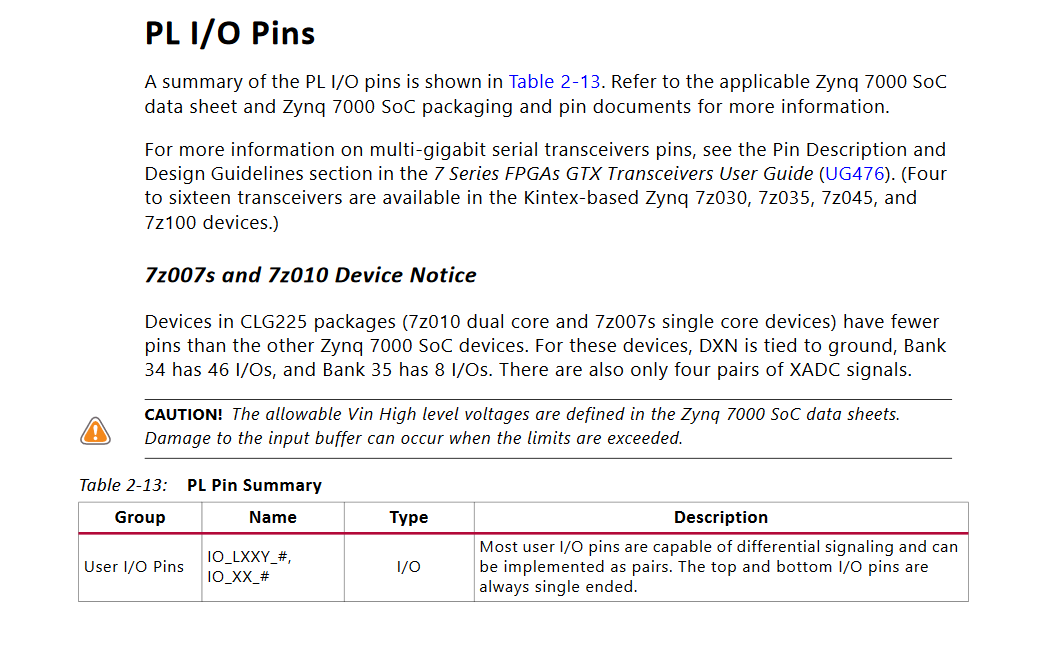 PL I/O Pins
A summary of the PL I/O pins is shown in Table 2-13. Refer to the applicable Zynq 7000 SoC
data sheet and Zynq 7000 SoC packaging and pin documents for more information.
For more information on multi-gigabit serial transceivers pins, see the Pin Description and
Design Guidelines section in the 7 Series FPGAs GTX Transceivers User Guide (UG476). (Four
to sixteen transceivers are available in the Kintex-based Zynq 7z030, 7z035, 7z045, and
7z100 devices.)
7z007s and 7z010 Device Notice
Devices in CLG225 packages (7z010 dual core and 7z007s single core devices) have fewer
pins than the other Zynq 7000 SoC devices. For these devices, DXN is tied to ground, Bank
34 has 46 I/Os, and Bank 35 has 8 I/Os. There are also only four pairs of XADC signals.
CAUTION! The allowable Vin High level voltages are defined in the Zynq 7000 SoC data sheets.
Damage to the input buffer can occur when the limits are exceeded.
Table 2-13: PL Pin Summary
Group Name Type Description
User I/O Pins
IO_LXXY_#,
IO_XX_#
I/O
Most user I/O pins are capable of differential signaling and can
be implemented as pairs. The top and bottom I/O pins are
always single ended.